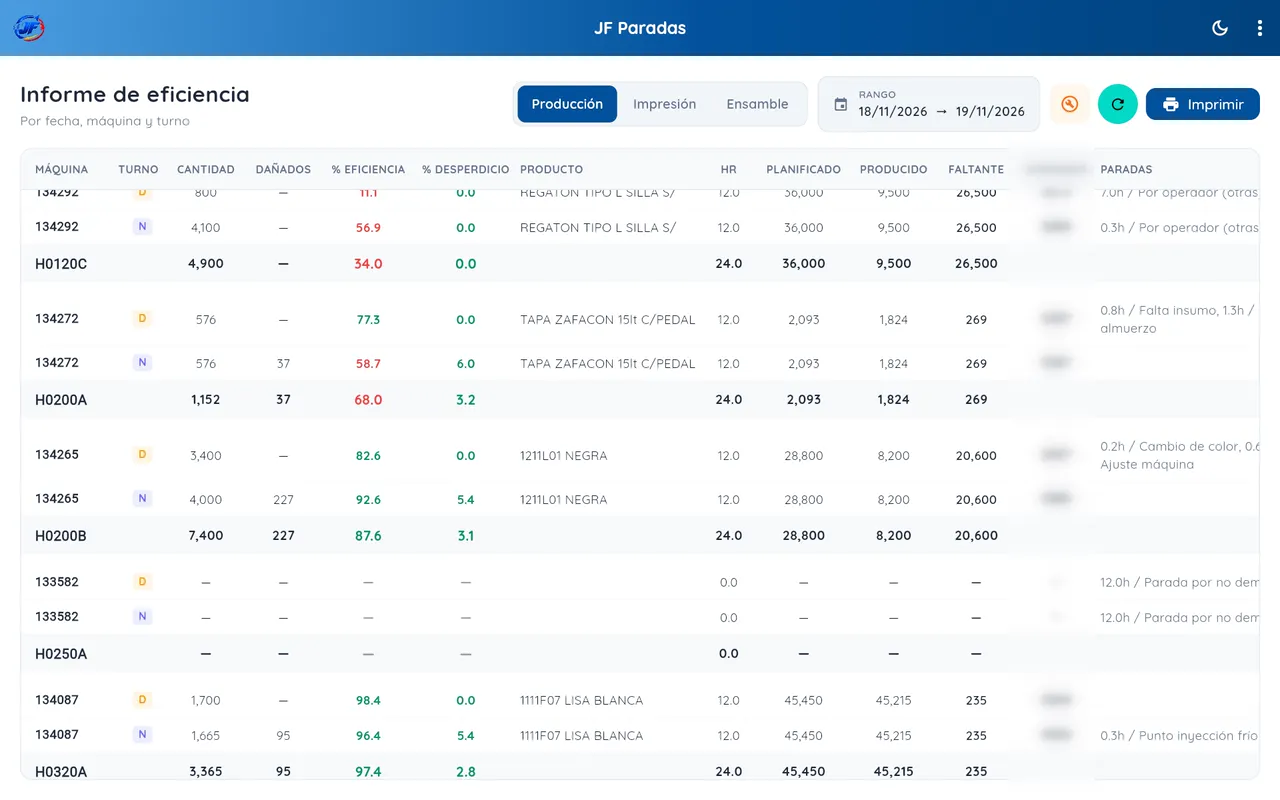 JF
JF Paradas
Informe de eficiencia
Por fecha, máquina y turno
Producción Impresión Ensamble
RANGO
18/11/2026 → 19/11/2026
Imprimir
MÁQUINA TURNO CANTIDAD DAÑADOS % EFICIENCIA % DESPERDICIO PRODUCTO HR PLANIFICADO PRODUCIDO FALTANTE PARADAS
134292 D 800 — 11.1 0.0 REGATON TIPO L SILLA S/ 12.0 36,000 9,500 26,500 7.0h / Por operador (otras
134292 N 4,100 — 56.9 0.0 REGATON TIPO L SILLA S/ 12.0 36,000 9,500 26,500 0.3h / Por operador (otras
H0120C 4,900 — 34.0 0.0 24.0 36,000 9,500 26,500
134272 D 576 — 77.3 0.0 TAPA ZAFACON 15lt C/PEDAL 12.0 2,093 1,824 269 0.8h / Falta insumo, 1.3h /
almuerzo
134272 N 576 37 58.7 6.0 TAPA ZAFACON 15lt C/PEDAL 12.0 2,093 1,824 269
H0200A 1,152 37 68.0 3.2 24.0 2,093 1,824 269
134265 D 3,400 — 82.6 0.0 1211L01 NEGRA 12.0 28,800 8,200 20,600 0.2h / Cambio de color, 0.6
Ajuste máquina
134265 N 4,000 227 92.6 5.4 1211L01 NEGRA 12.0 28,800 8,200 20,600
H0200B 7,400 227 87.6 3.1 24.0 28,800 8,200 20,600
133582 D — — — — 0.0 — — — 12.0h / Parada por no dem
133582 N — — — — 0.0 — — — 12.0h / Parada por no dem
H0250A — — — — 0.0 — — —
134087 D 1,700 — 98.4 0.0 1111F07 LISA BLANCA 12.0 45,450 45,215 235
134087 N 1,665 95 96.4 5.4 1111F07 LISA BLANCA 12.0 45,450 45,215 235 0.3h / Punto inyección frío
H0320A 3,365 95 97.4 2.8 24.0 45,450 45,215 235